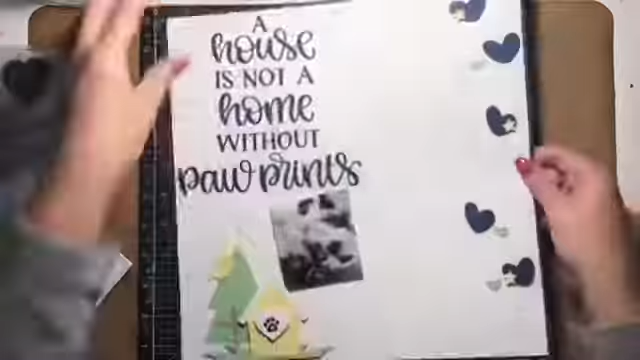 A
house
IS NOT A
home
WITHOUT
paw prints